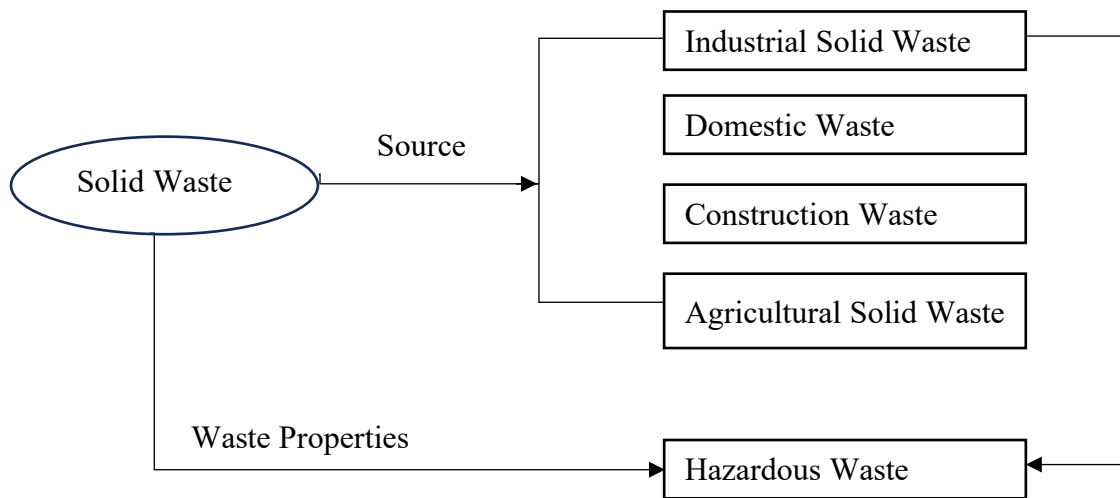 Industrial Solid Waste
Domestic Waste
Source
Solid Waste
Construction Waste
Agricultural Solid Waste
Waste Properties
Hazardous Waste